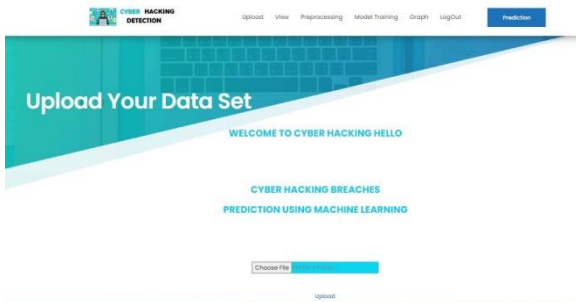 CYBER HACKING
DETECTION
Upload View Preprocessing Model Training Graph LogOut Prediction
Upload Your Data Set
WELCOME TO CYBER HACKING HELLO
CYBER HACKING BREACHES
PREDICTION USING MACHINE LEARNING
Choose File
Upload